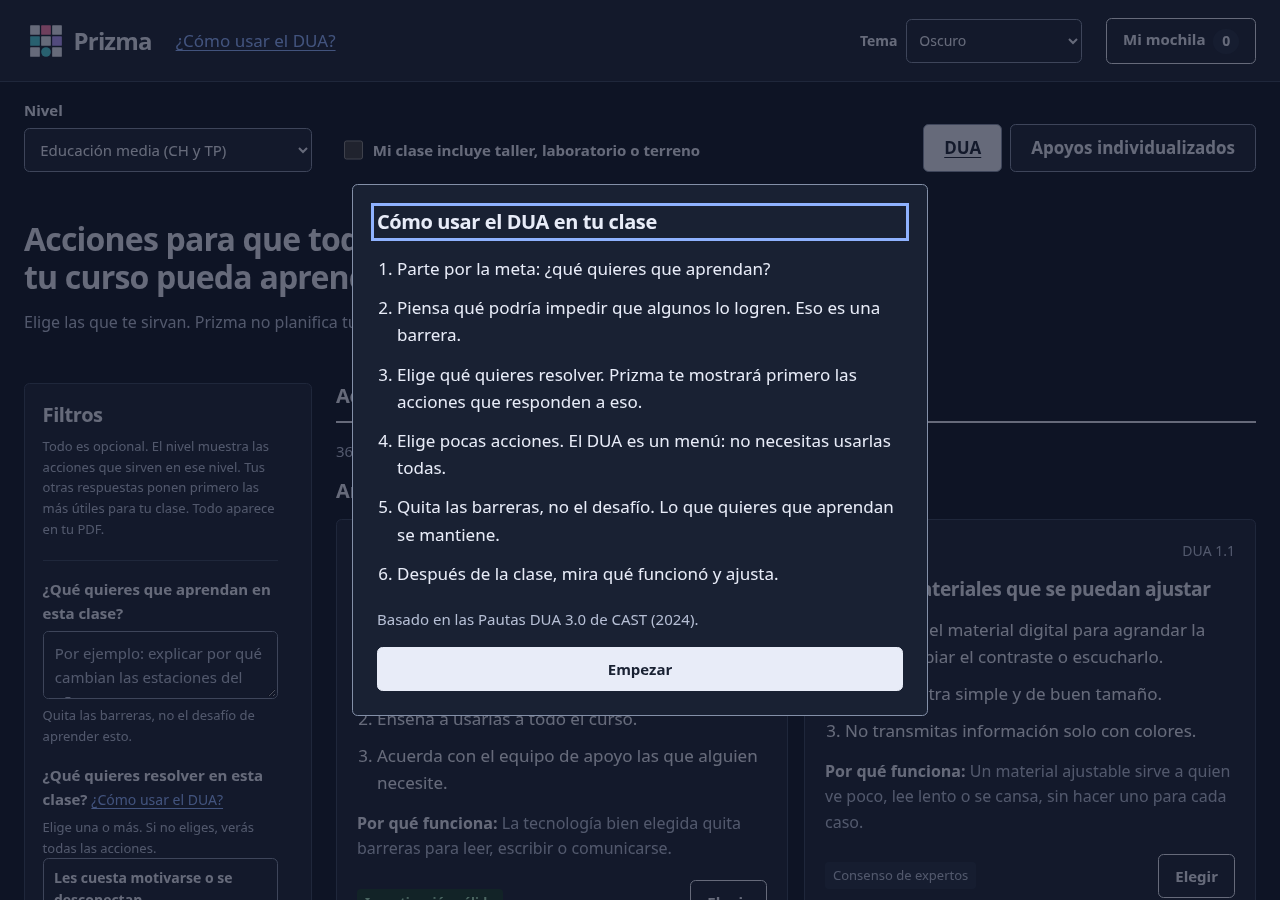 Prizma
¿Cómo usar el DUA?
Tema
Oscuro
Mi mochila 0
Nivel
Educación media (CH y TP)
Mi clase incluye taller, laboratorio o terreno
DUA
Apoyos individualizados
Acciones para que
tu curso pueda
Elige las que te sirvan. Prizma no planifica
Cómo usar el DUA en tu clase
1. Parte por la meta: ¿qué quieres que aprendan?
2. Piensa qué podría impedir que algunos lo logren. Eso es una
barrera.
3. Elige qué quieres resolver. Prizma te mostrará primero las
acciones que responden a eso.
4. Elige pocas acciones. El DUA es un menú: no necesitas usarlas
todas.
5. Quita las barreras, no el desafío. Lo que quieres que aprendan
se mantiene.
6. Después de la clase, mira qué funcionó y ajusta.
Basado en las Pautas DUA 3.0 de CAST (2024).
Empezar
Filtros
Todo es opcional. El nivel muestra las
acciones que sirven en ese nivel. Tus
otras respuestas ponen primero las
más útiles para tu clase. Todo aparece
en tu PDF.
¿Qué quieres que aprendan en
esta clase?
Por ejemplo: explicar por qué
cambian las estaciones del
Quita las barreras, no el desafío de
aprender esto.
¿Qué quieres resolver en esta
clase? ¿Cómo usar el DUA?
Elige una o más. Si no eliges, verás
todas las acciones.
Les cuesta motivarse o se
desconectan
36
2. Enseña a usarlas a todo el curso.
3. Acuerda con el equipo de apoyo las que alguien
necesite.
Por qué funciona: La tecnología bien elegida quita
barreras para leer, escribir o comunicarse.
Elegir
DUA 1.1
materiales que se puedan ajustar
el material digital para agrandar la
el contraste o escucharlo.
simple y de buen tamaño.
3. No transmitas información solo con colores.
Por qué funciona: Un material ajustable sirve a quien
ve poco, lee lento o se cansa, sin hacer uno para cada
caso.
Consenso de expertos
Elegir